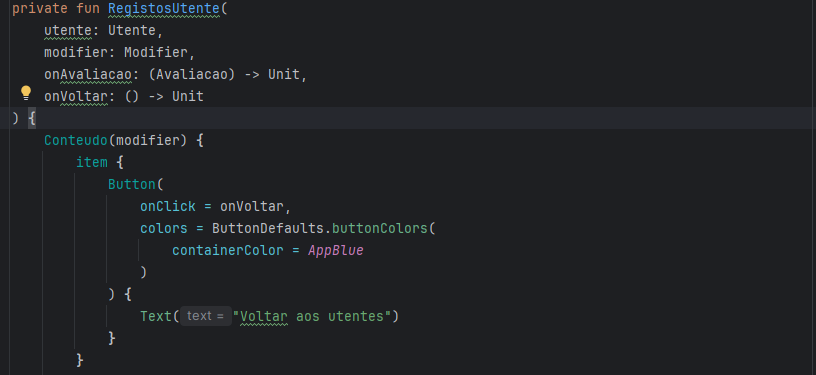 private fun RegistosUtente(
    utente: Utente,
    modifier: Modifier,
    onAvaliacao: (Avaliacao) -> Unit,
    onVoltar: () -> Unit
) {
    Conteudo(modifier) {
        item {
            Button(
                onClick = onVoltar,
                colors = ButtonDefaults.buttonColors(
                    containerColor = AppBlue
                )
            ) {
                Text( text = "Voltar aos utentes")
            }
        }